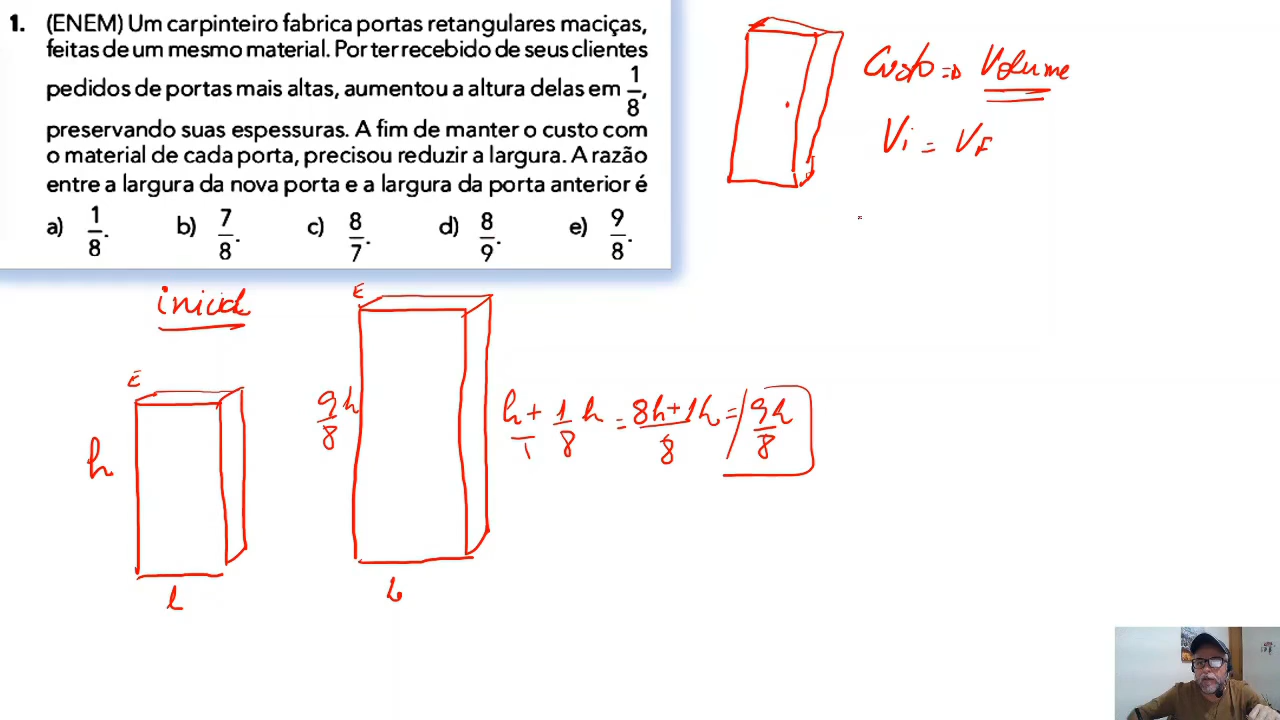 1. (ENEM) Um carpinteiro fabrica portas retangulares maciças,
feitas de um mesmo material. Por ter recebido de seus clientes
pedidos de portas mais altas, aumentou a altura delas em 1/8,
preservando suas espessuras. A fim de manter o custo com
o material de cada porta, precisou reduzir a largura. A razão
entre a largura da nova porta e a largura da porta anterior é
a) 1/8. b) 7/8. c) 8/7. d) 8/9. e) 9/8.
Custo => Volume
Vi = VF
inicial
E
h
l
E
9h/8
h/1 + 1/8 h = 8h+1h/8 = 9h/8